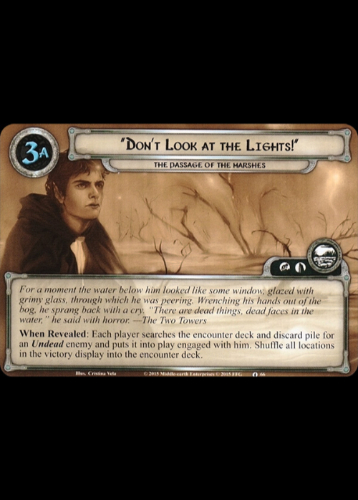 3A
"Don't Look at the Lights!"
The Passage of the Marshes
For a moment the water below him looked like some window, glazed with
grimy glass, through which he was peering. Wrenching his hands out of the
bog, he sprang back with a cry. "There are dead things, dead faces in the
water," he said with horror. —The Two Towers
When Revealed: Each player searches the encounter deck and discard pile for
an Undead enemy and puts it into play engaged with him. Shuffle all locations
in the victory display into the encounter deck.
Illus. Cristina Vela © 2015 Middle-earth Enterprises © 2015 FFG